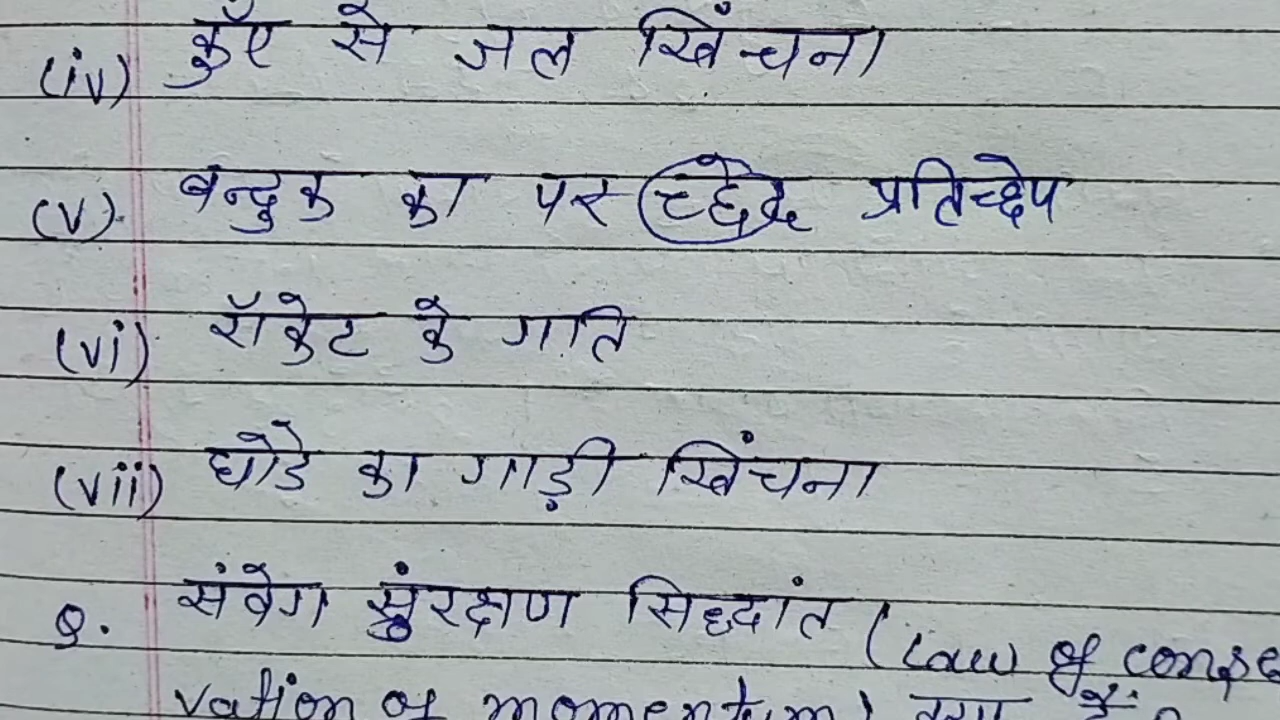 (iv) कुँए से जल खिंचना
(v). बन्दुक का पर च्छेद प्रतिच्छेप
(vi) रॉकेट के गति
(vii) घोडे का गाड़ी खिंचना
Q. संवेग सुंरक्षण सिद्धांत (Law of conse
vation of momentum) क्या है?